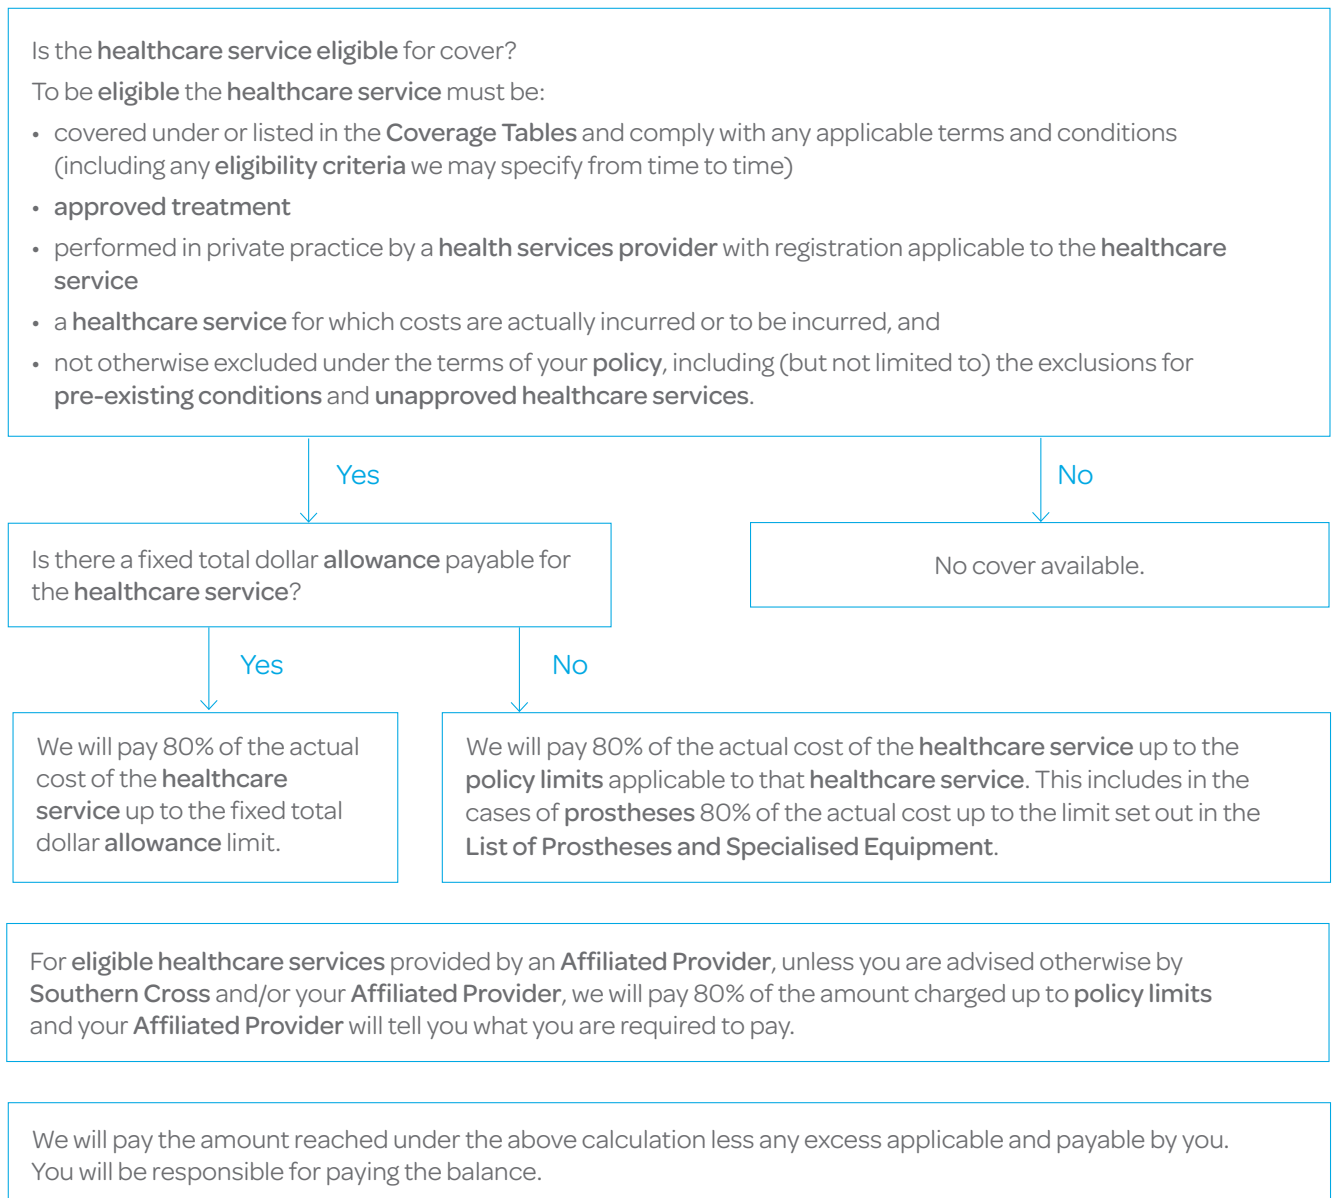 Is the healthcare service eligible for cover?
To be eligible the healthcare service must be:
• covered under or listed in the Coverage Tables and comply with any applicable terms and conditions
(including any eligibility criteria we may specify from time to time)
• approved treatment
• performed in private practice by a health services provider with registration applicable to the healthcare
service
• a healthcare service for which costs are actually incurred or to be incurred, and
• not otherwise excluded under the terms of your policy, including (but not limited to) the exclusions for
pre-existing conditions and unapproved healthcare services.
Yes
No
Is there a fixed total dollar allowance payable for
the healthcare service?
No cover available.
Yes
No
We will pay 80% of the actual
cost of the healthcare
service up to the fixed total
dollar allowance limit.
We will pay 80% of the actual cost of the healthcare service up to the
policy limits applicable to that healthcare service. This includes in the
cases of prostheses 80% of the actual cost up to the limit set out in the
List of Prostheses and Specialised Equipment.
For eligible healthcare services provided by an Affiliated Provider, unless you are advised otherwise by
Southern Cross and/or your Affiliated Provider, we will pay 80% of the amount charged up to policy limits
and your Affiliated Provider will tell you what you are required to pay.
We will pay the amount reached under the above calculation less any excess applicable and payable by you.
You will be responsible for paying the balance.